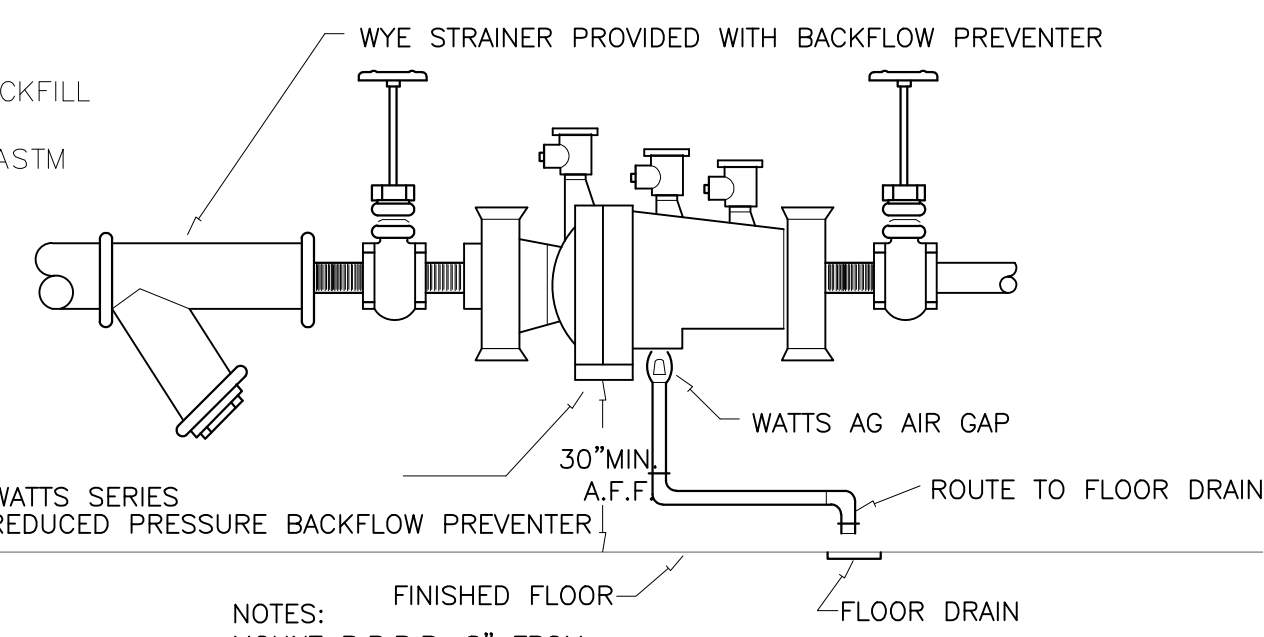 WYE STRAINER PROVIDED WITH BACKFLOW PREVENTER
CKFILL
ASTM
WATTS AG AIR GAP
30”MIN.
A.F.F.
ROUTE TO FLOOR DRAIN
WATTS SERIES
REDUCED PRESSURE BACKFLOW PREVENTER
FINISHED FLOOR
FLOOR DRAIN
NOTES: